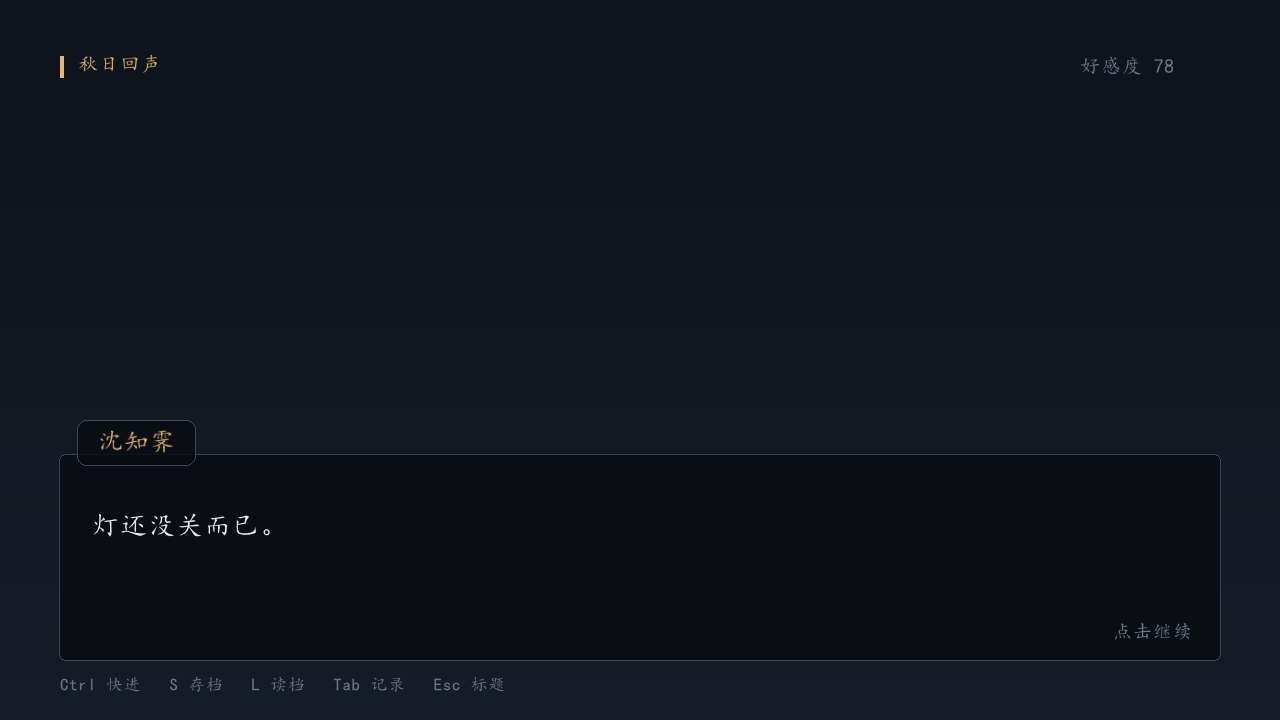 秋日回声
好感度 78
沈知霁
灯还没关而已。
点击继续
Ctrl 快进 S 存档 L 读档 Tab 记录 Esc 标题